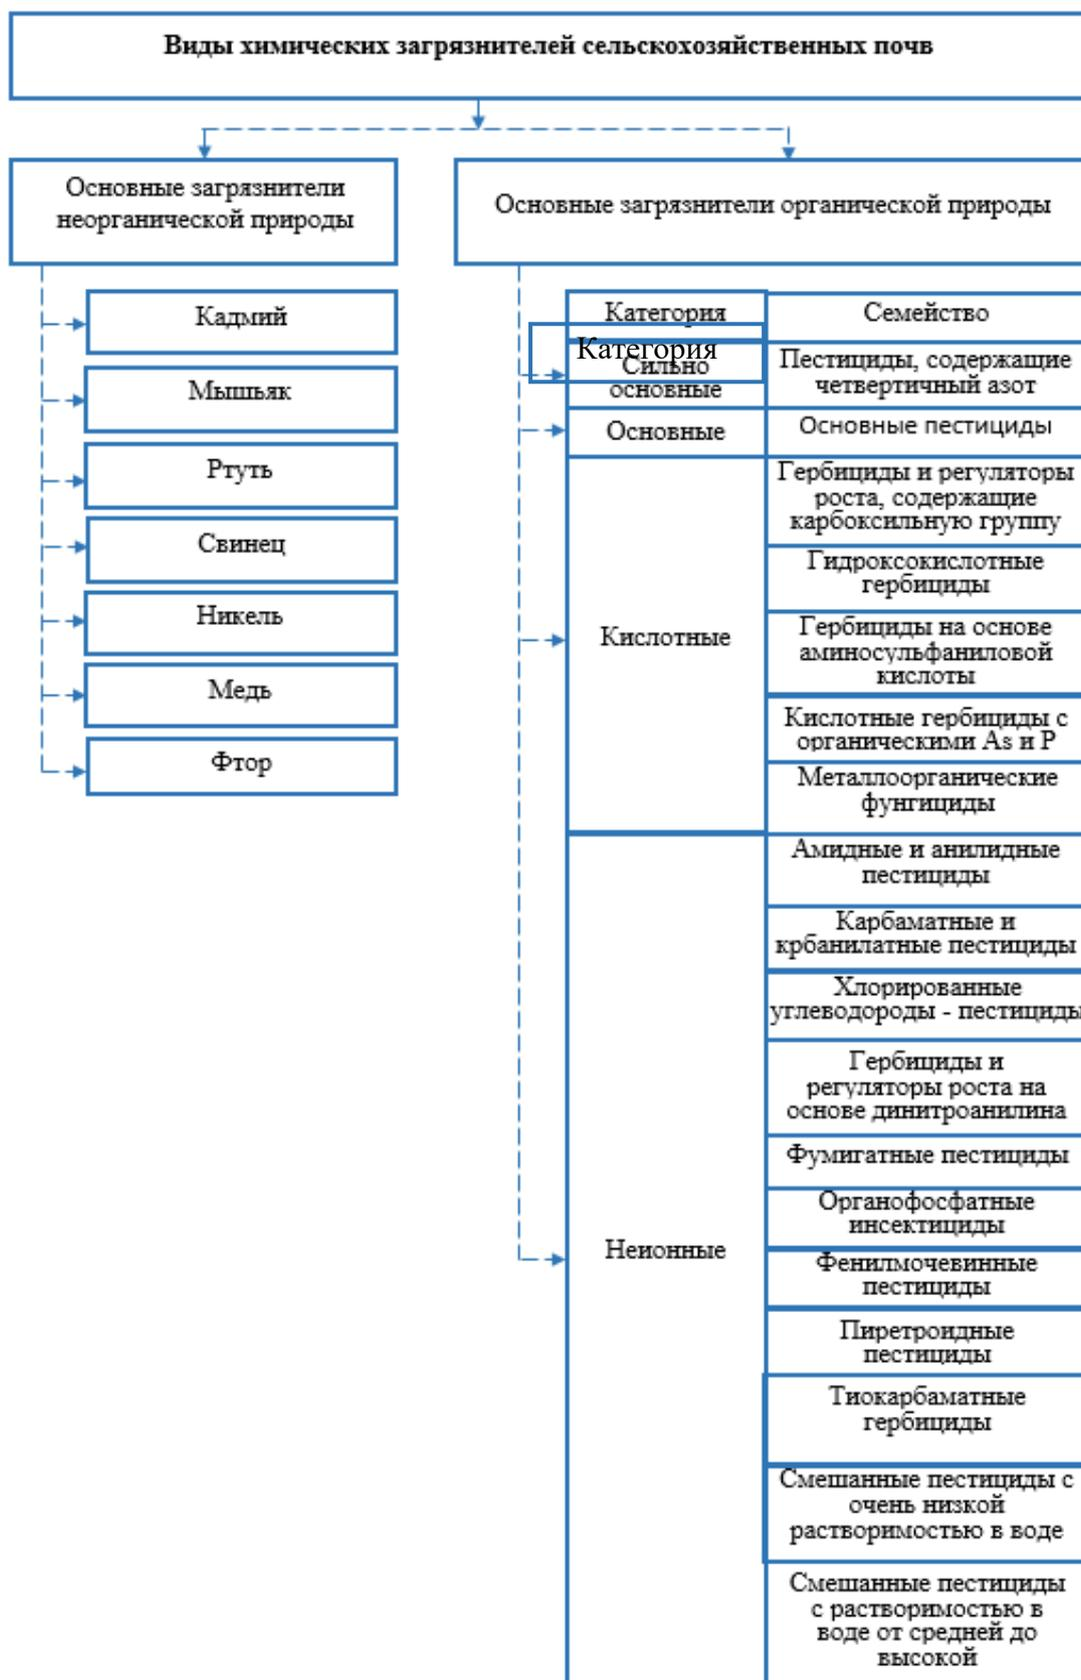 Виды химических загрязнителей сельскохозяйственных почв
Основные загрязнители
неорганической природы
Кадмий
Мышьяк
Ртуть
Свинец
Никель
Медь
Фтор
Основные загрязнители органической природы
Категория
Семейство
Категория
Сильно
основные
Пестициды, содержащие
четвертичный азот
Основные
Основные пестициды
Кислотные
Гербициды и регуляторы
роста, содержащие
карбоксильную группу
Гидроксокислотные
гербициды
Гербициды на основе
аминосульфаниловой
кислоты
Кислотные гербициды с
органическими As и P
Металлоорганические
фунгициды
Неионные
Амидные и анилидные
пестициды
Карбаматные и
крбанилатные пестициды
Хлорированные
углеводороды - пестициды
Гербициды и
регуляторы роста на
основе динитроанилина
Фумигатные пестициды
Органофосфатные
инсектициды
Фенилмочевинные
пестициды
Пиретроидные
пестициды
Тиокарбаматные
гербициды
Смешанные пестициды с
очень низкой
растворимостью в воде
Смешанные пестициды
с растворимостью в
воде от средней до
высокой